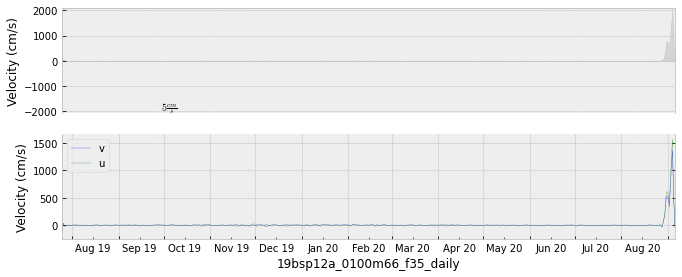 Velocity (cm/s)
2000
1000
0
−1000
−2000
5 cm/s
Velocity (cm/s)
1500
1000
500
0
v
u
Aug 19 Sep 19 Oct 19 Nov 19 Dec 19 Jan 20 Feb 20 Mar 20 Apr 20 May 20 Jun 20 Jul 20 Aug 20
19bsp12a_0100m66_f35_daily